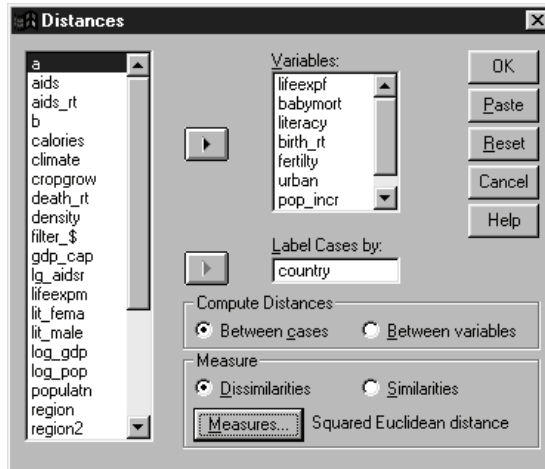 Distances
a
aids
aids_rt
b
calories
climate
cropgrow
death_rt
density
filter_$
gdp_cap
lg_aidsr
lifeexpm
lit_fema
lit_male
log_gdp
log_pop
populatn
region
region2
Variables:
lifeexpf
babymort
literacy
birth_rt
fertilty
urban
pop_incr
Label Cases by:
country
Compute Distances
Between cases
Between variables
Measure
Dissimilarities
Similarities
Measures... Squared Euclidean distance
OK
Paste
Reset
Cancel
Help